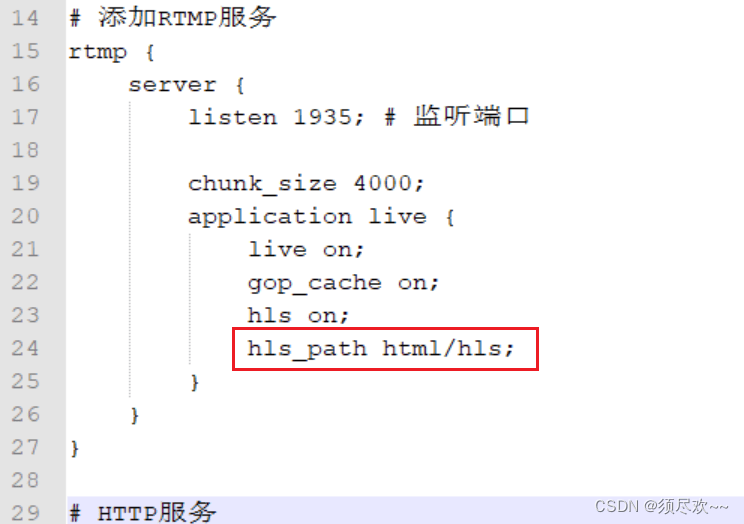 14 # 添加RTMP服务
15 rtmp {
16     server {
17         listen 1935; # 监听端口
18
19         chunk_size 4000;
20         application live {
21             live on;
22             gop_cache on;
23             hls on;
24             hls_path html/hls;
25         }
26     }
27 }
28
29 # HTTP服务
CSDN @须尽欢~~